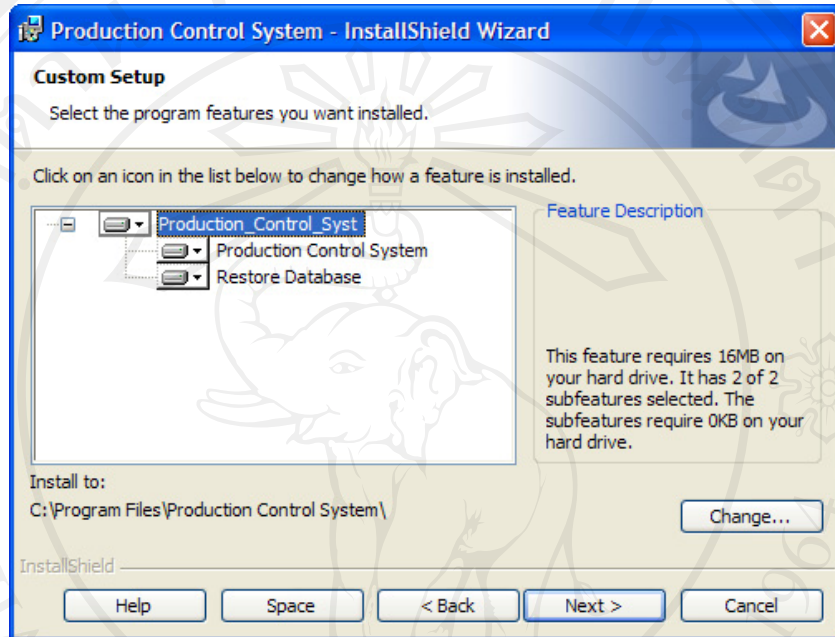 Production Control System - InstallShield Wizard
Custom Setup
Select the program features you want installed.
Click on an icon in the list below to change how a feature is installed.
Production_Control_Syst
Production Control System
Restore Database
Feature Description
This feature requires 16MB on
your hard drive. It has 2 of 2
subfeatures selected. The
subfeatures require 0KB on your
hard drive.
Install to:
C:\Program Files\Production Control System\
Change...
InstallShield
Help
Space
< Back
Next >
Cancel